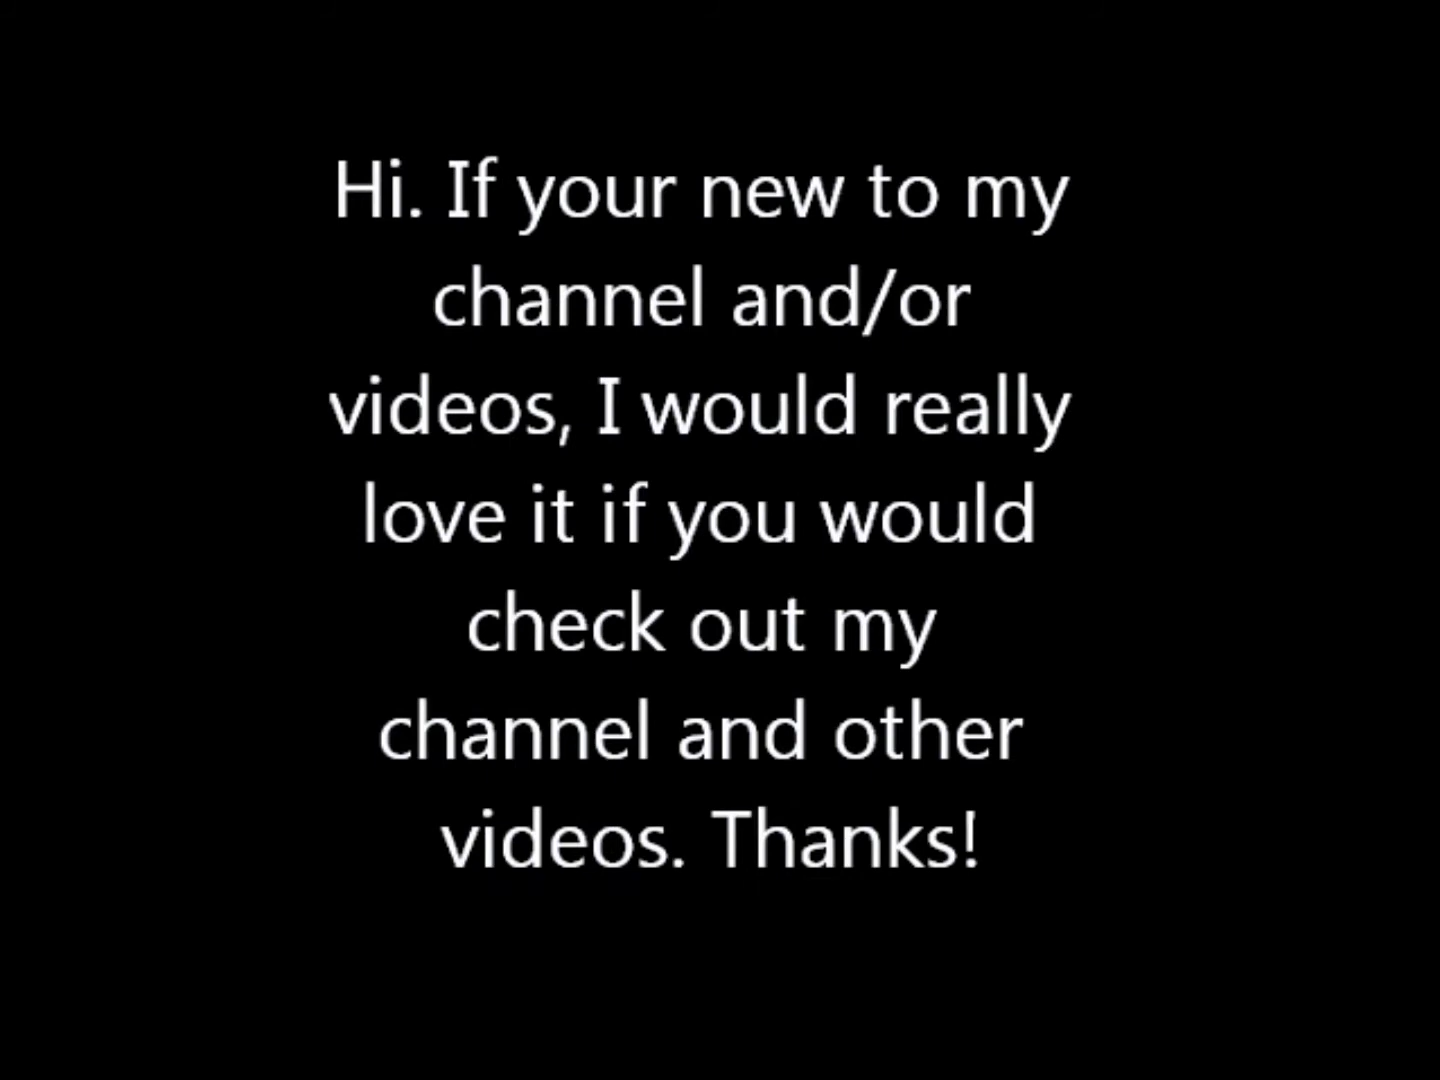 Hi. If your new to my
channel and/or
videos, I would really
love it if you would
check out my
channel and other
videos. Thanks!